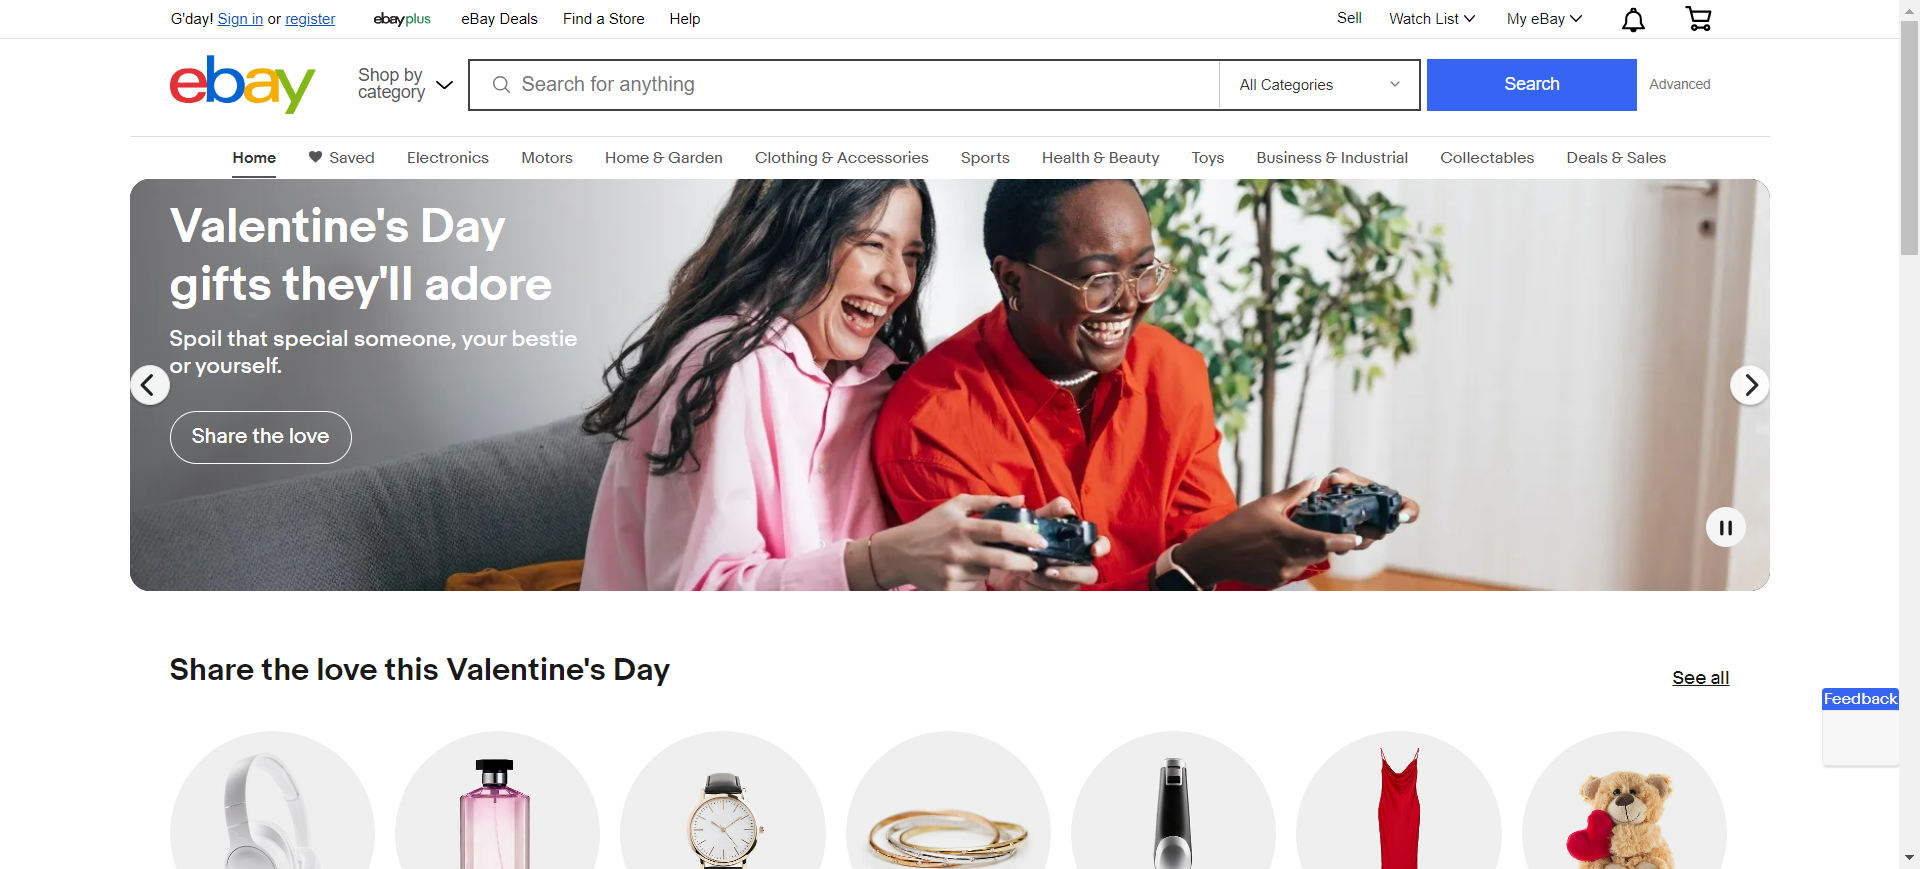 G'day! Sign in or register
ebayplus
eBay Deals
Find a Store
Help
Sell
Watch List
My eBay
ebay
Shop by
category
Search for anything
All Categories
Search
Advanced
Home
Saved
Electronics
Motors
Home & Garden
Clothing & Accessories
Sports
Health & Beauty
Toys
Business & Industrial
Collectables
Deals & Sales
Valentine's Day
gifts they'll adore
Spoil that special someone, your bestie
or yourself.
Share the love
Share the love this Valentine's Day
See all
Feedback